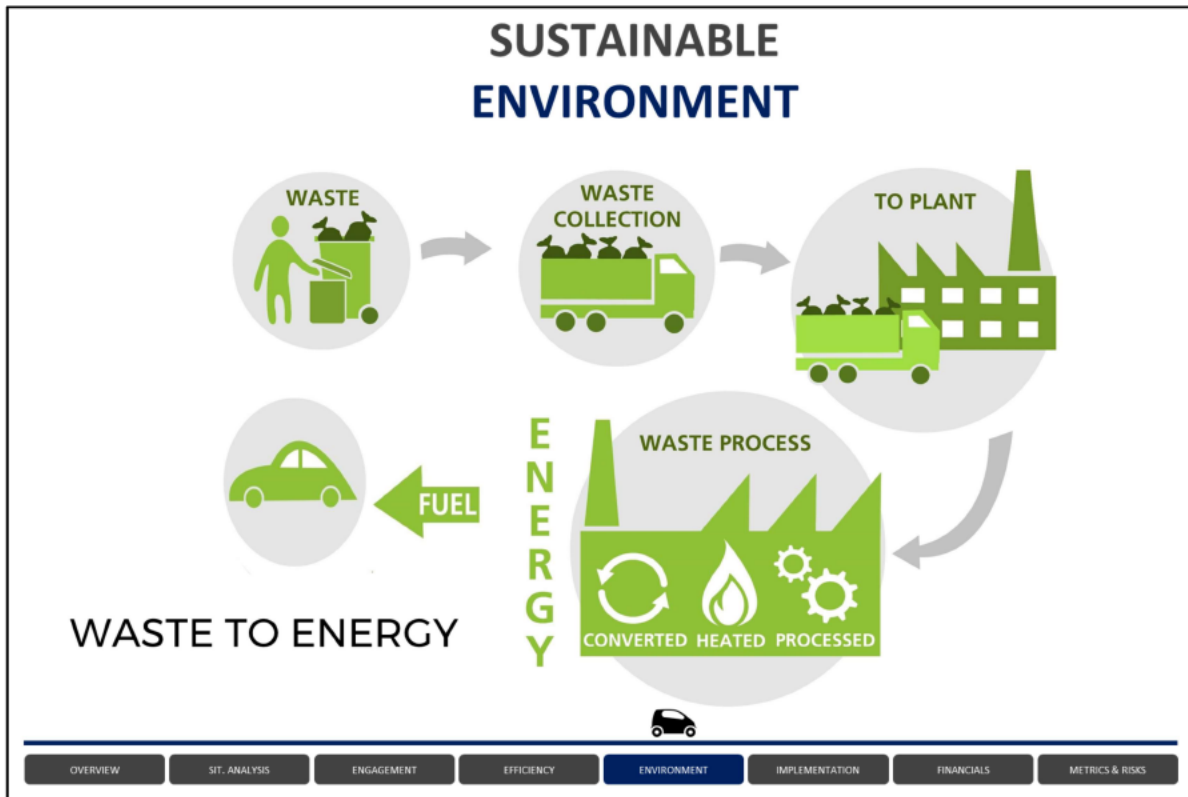 SUSTAINABLE
ENVIRONMENT
WASTE
WASTE
COLLECTION
TO PLANT
WASTE PROCESS
CONVERTED
HEATED
PROCESSED
ENERGY
FUEL
WASTE TO ENERGY
OVERVIEW
SIT. ANALYSIS
ENGAGEMENT
EFFICIENCY
ENVIRONMENT
IMPLEMENTATION
FINANCIALS
METRICS & RISKS